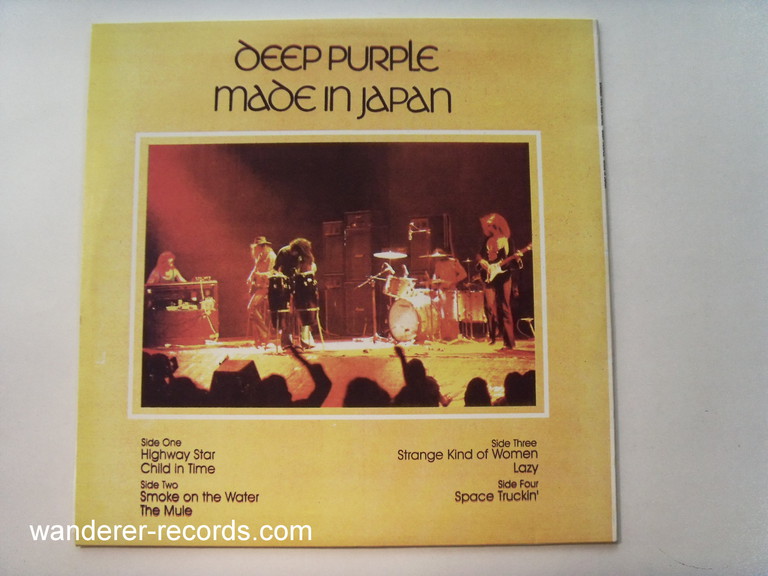 DEEP PURPLE
MADE IN JAPAN
Side One
Highway Star
Child in Time
Side Two
Smoke on the Water
The Mule
Side Three
Strange Kind of Women
Lazy
Side Four
Space Truckin'
wanderer-records.com